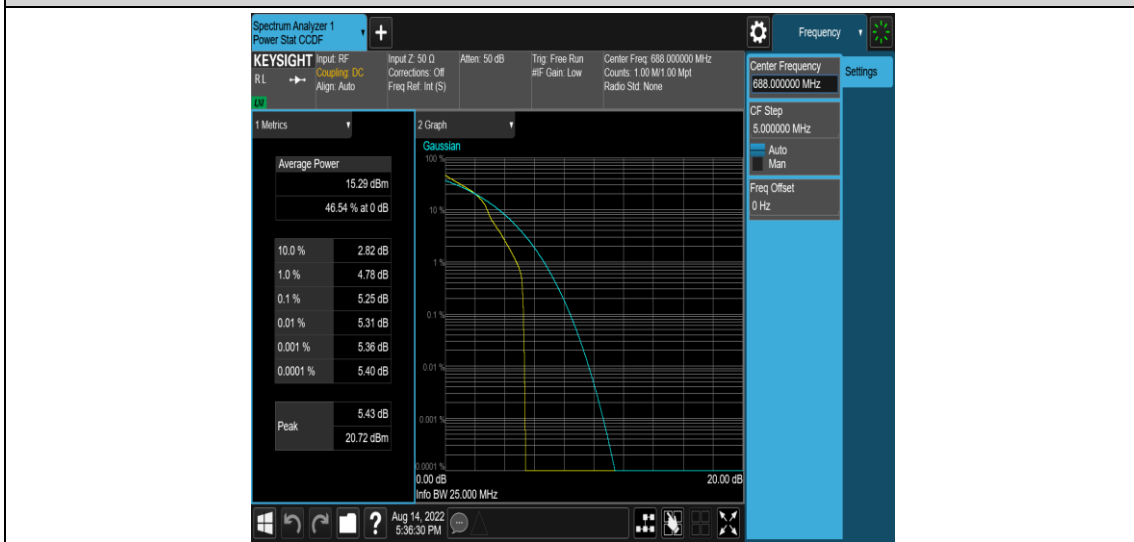 Spectrum Analyzer 1
Power Stat CCDF
+
Frequency
KEYSIGHT
RL
LXI
Input: RF
Coupling: DC
Align: Auto
Input Z: 50 Ω
Corrections: Off
Freq Ref: Int (S)
Atten: 50 dB
Trig: Free Run
#IF Gain: Low
Center Freq: 688.000000 MHz
Counts: 1.00 M/1.00 Mpt
Radio Std: None
Center Frequency
688.000000 MHz
Settings
CF Step
5.000000 MHz
Auto
Man
Freq Offset
0 Hz
1 Metrics
Average Power
15.29 dBm
46.54 % at 0 dB
10.0 % 2.82 dB
1.0 % 4.78 dB
0.1 % 5.25 dB
0.01 % 5.31 dB
0.001 % 5.36 dB
0.0001 % 5.40 dB
Peak
5.43 dB
20.72 dBm
2 Graph
Gaussian
100 %
10 %
1 %
0.1 %
0.01 %
0.001 %
0.0001 %
0.00 dB 20.00 dB
Info BW 25.000 MHz
?
Aug 14, 2022
5:36:30 PM